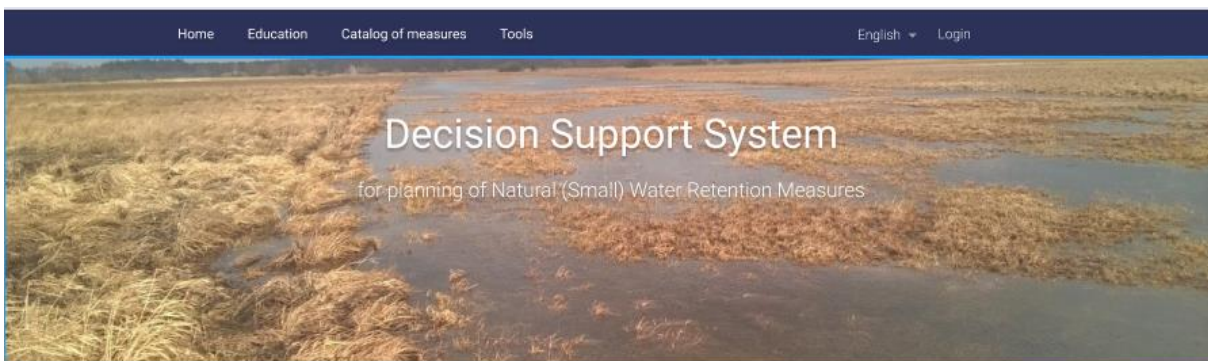 Home Education Catalog of measures Tools English Login
Decision Support System
for planning of Natural (Small) Water Retention Measures